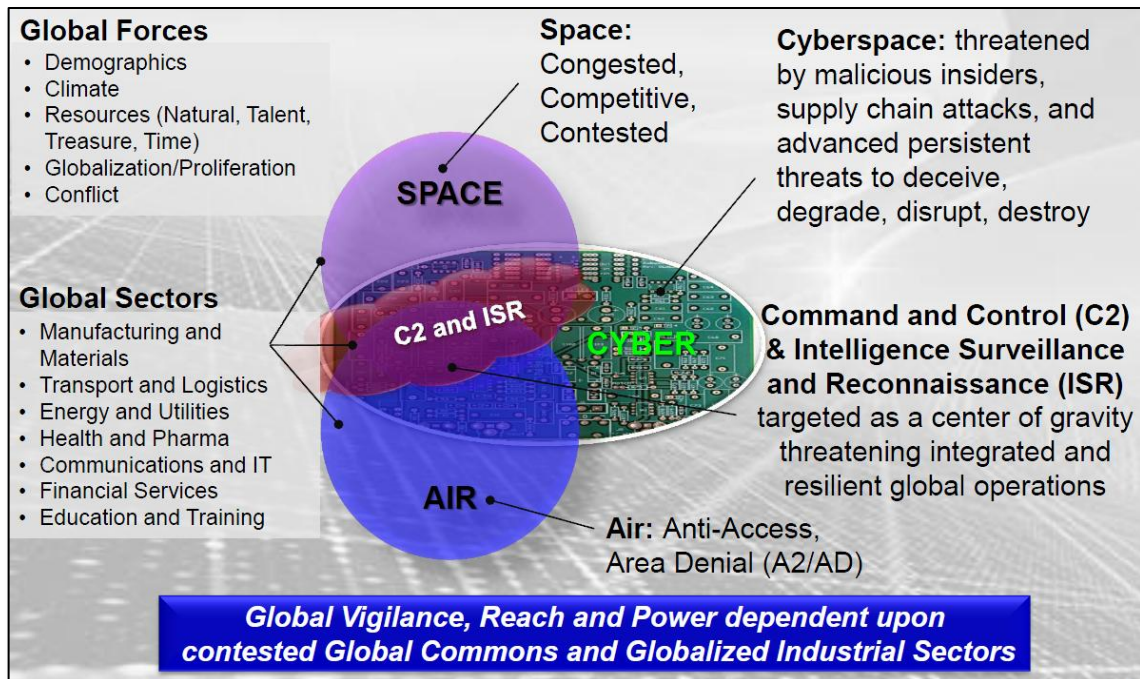 Global Forces
• Demographics
• Climate
• Resources (Natural, Talent,
Treasure, Time)
• Globalization/Proliferation
• Conflict
Global Sectors
• Manufacturing and
Materials
• Transport and Logistics
• Energy and Utilities
• Health and Pharma
• Communications and IT
• Financial Services
• Education and Training
Space:
Congested,
Competitive,
Contested
Cyberspace: threatened
by malicious insiders,
supply chain attacks, and
advanced persistent
threats to deceive,
degrade, disrupt, destroy
SPACE
C2 and ISR
CYBER
AIR
Command and Control (C2)
& Intelligence Surveillance
and Reconnaissance (ISR)
targeted as a center of gravity
threatening integrated and
resilient global operations
Air: Anti-Access,
Area Denial (A2/AD)
Global Vigilance, Reach and Power dependent upon
contested Global Commons and Globalized Industrial Sectors